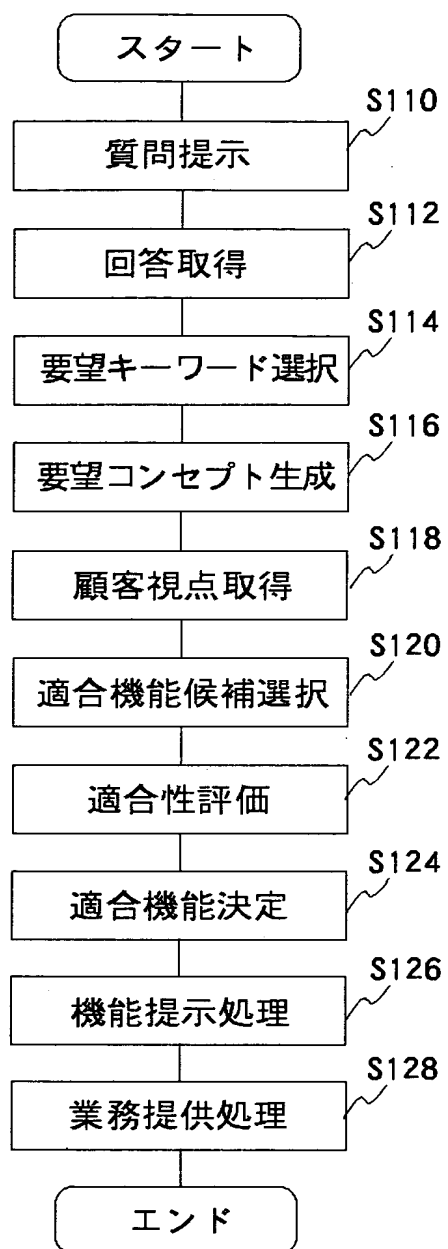 スタート
S110
質問提示
S112
回答取得
S114
要望キーワード選択
S116
要望コンセプト生成
S118
顧客視点取得
S120
適合機能候補選択
S122
適合性評価
S124
適合機能決定
S126
機能提示処理
S128
業務提供処理
エンド